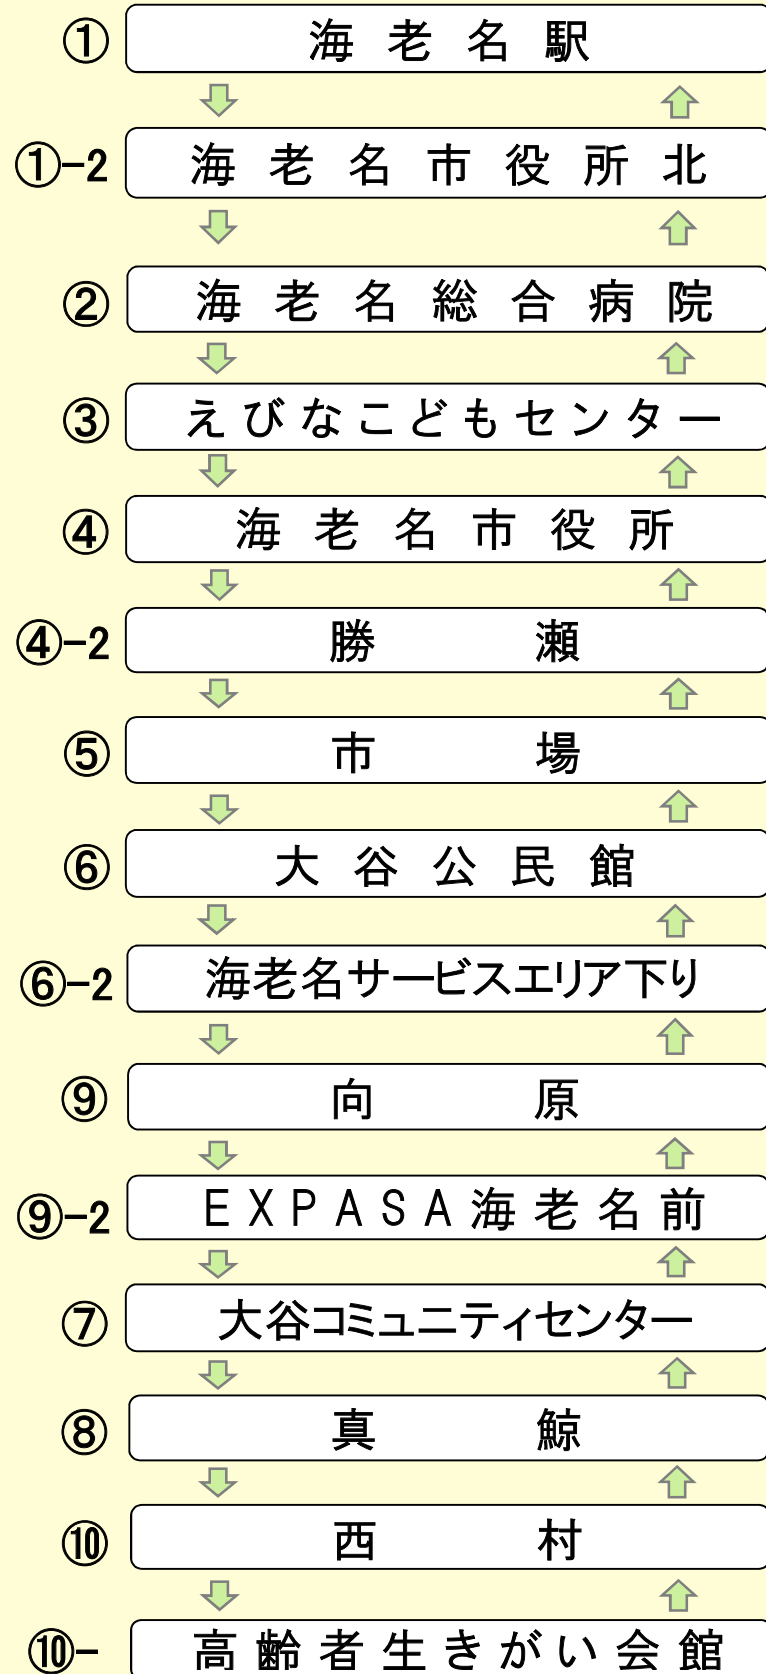 ① 海老名駅
①-2 海老名市役所北
② 海老名総合病院
③ えびなこどもセンター
④ 海老名市役所
④-2 勝瀬
⑤ 市場
⑥ 大谷公民館
⑥-2 海老名サービスエリア下り
⑨ 向原
⑨-2 EXPASA海老名前
⑦ 大谷コミュニティセンター
⑧ 真鯨
⑩ 西村
⑩- 高齢者生きがい会館